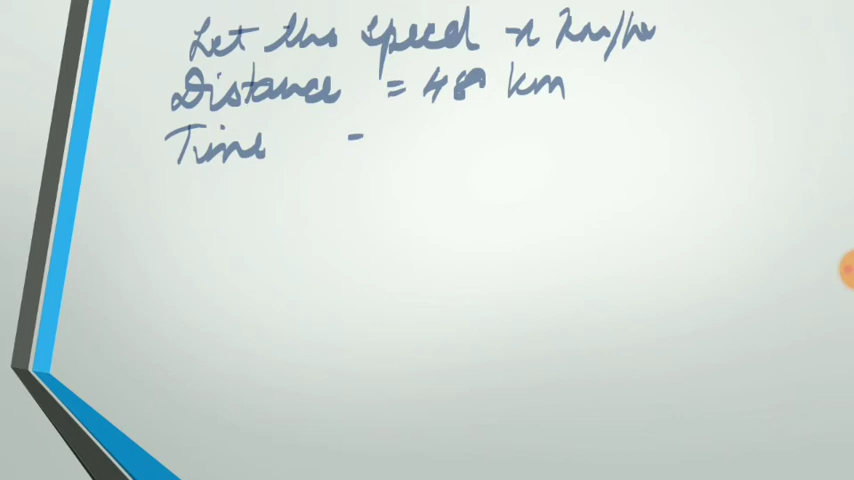 Let the speed x km/hr
Distance = 480 km
Time -